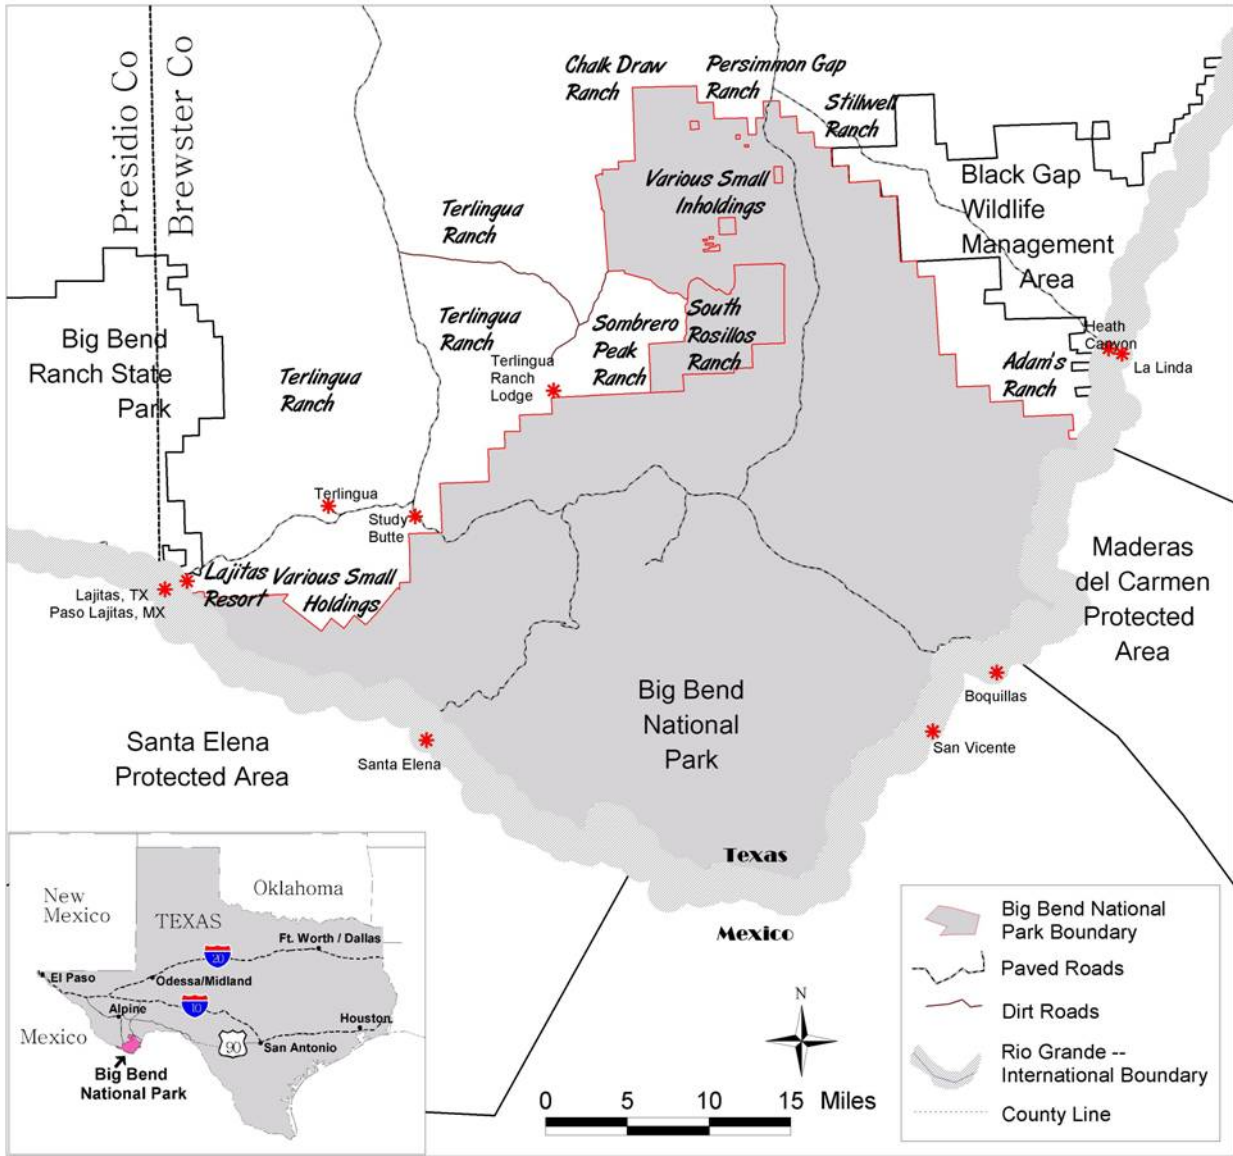 Presidio Co
Brewster Co
Chalk Draw
Ranch
Persimmon Gap
Ranch
Stillwell
Ranch
Black Gap
Wildlife
Management
Area
Various Small
Inholdings
Terlingua
Ranch
Terlingua
Ranch
Terlingua
Ranch
Big Bend
Ranch State
Park
Sombrero
Peak
Ranch
South
Rosillos
Ranch
Terlingua
Ranch
Lodge
Heath
Canyon
La Linda
Adam's
Ranch
Terlingua
Study
Butte
Lajitas, TX
Paso Lajitas, MX
Lajitas
Resort
Various Small
Holdings
Maderas
del Carmen
Protected
Area
Big Bend
National
Park
Boquillas
San Vicente
Santa Elena
Santa Elena
Protected Area
Texas
Mexico
New
Mexico
Oklahoma
TEXAS
Ft. Worth / Dallas
20
El Paso
Odessa/Midland
10
Alpine
Houston
Mexico
90
San Antonio
Big Bend
National Park
N
0 5 10 15 Miles
Big Bend National
Park Boundary
Paved Roads
Dirt Roads
Rio Grande --
International Boundary
County Line